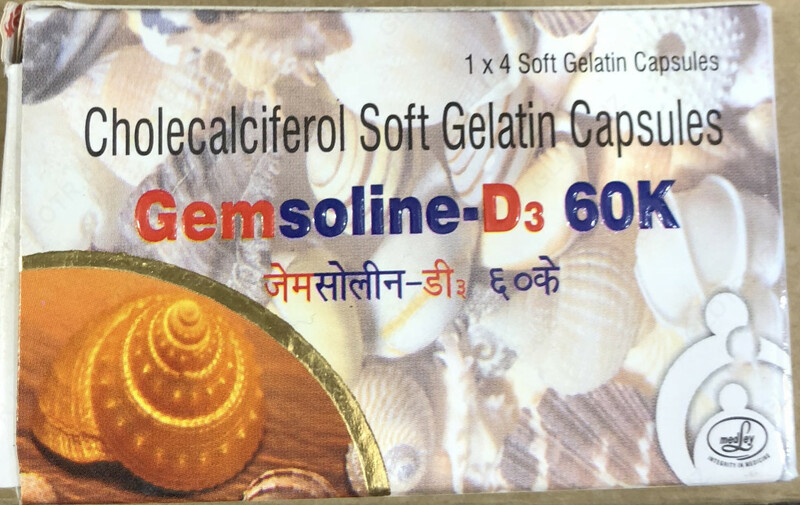 1 x 4 Soft Gelatin Capsules
Cholecalciferol Soft Gelatin Capsules
Gemsoline-D3 60K
जेमसोलीन-डी३ ६०के
medley
INTEGRITY IN MEDICINE